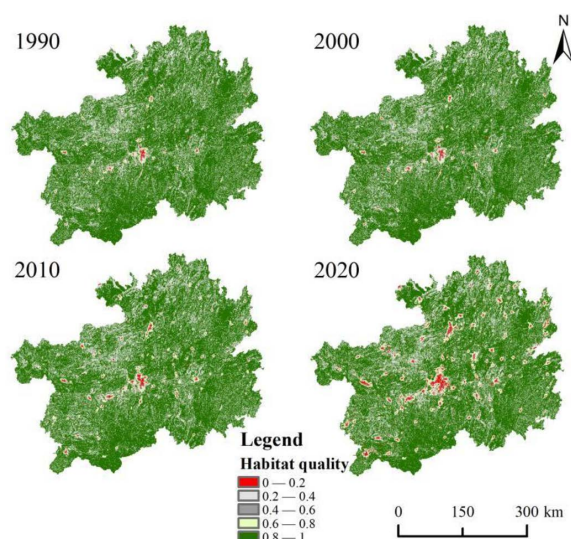 1990
2000
N
2010
2020
Legend
Habitat quality
0 — 0.2
0.2 — 0.4
0.4 — 0.6
0.6 — 0.8
0.8 — 1
0 150 300 km